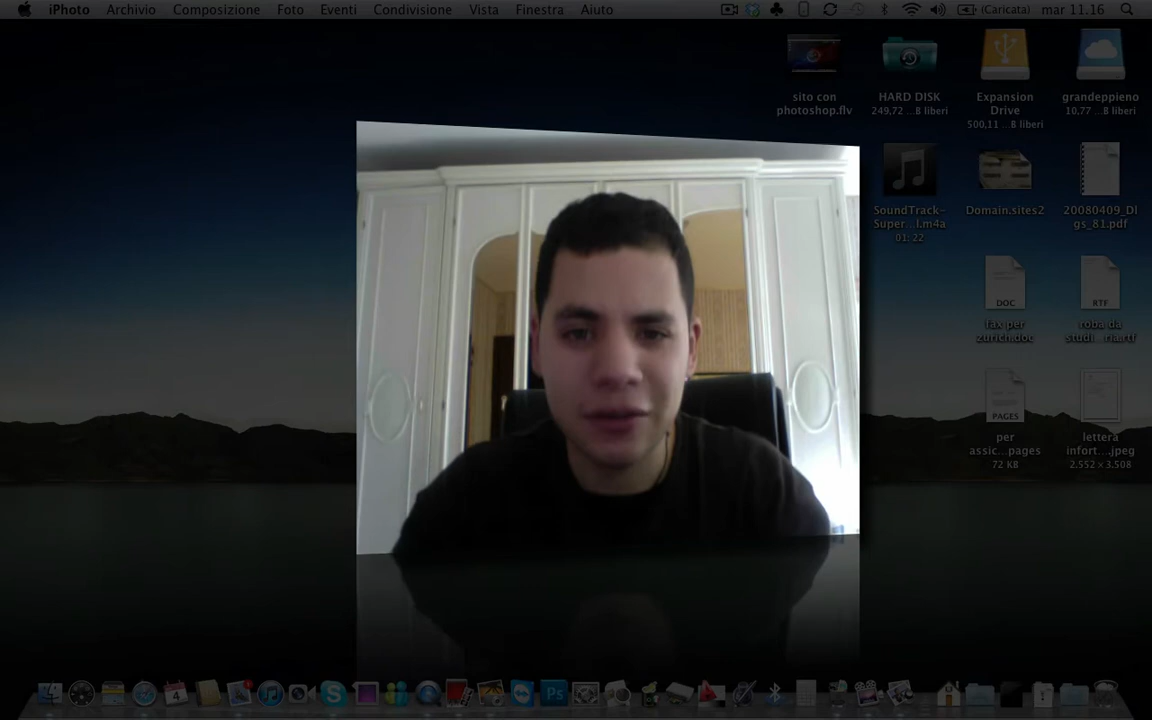 iPhoto Archivio Composizione Foto Eventi Condivisione Vista Finestra Aiuto (Caricata) mar 11.16
sito con
photoshop.flv
HARD DISK
249,72 ...B liberi
Expansion
Drive
500,11 ...B liberi
grandeppieno
10,77 ...B liberi
SoundTrack-
Super...l.m4a
01: 22
Domain.sites2
20080409_Dl
gs_81.pdf
DOC
fax per
zurich.doc
RTF
roba da
studi...ria.rtf
PAGES
per
assic...pages
72 KB
lettera
infort....jpeg
2.552 × 3.508
4
Ps